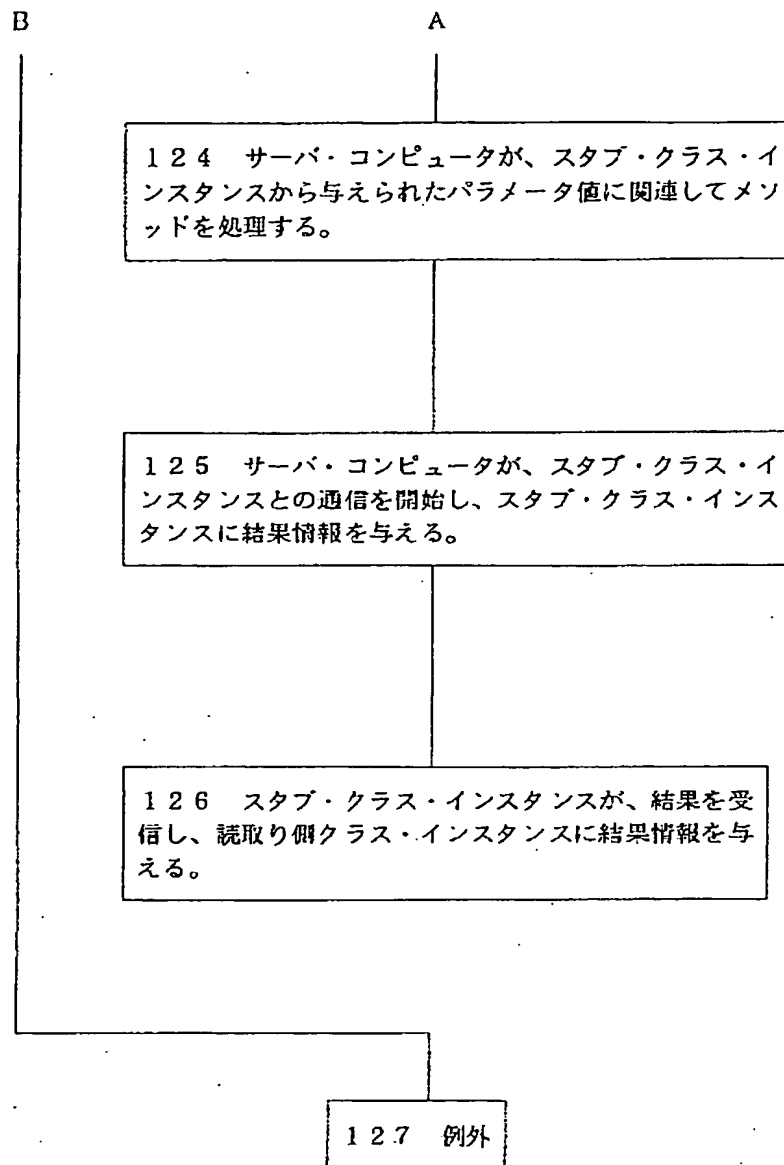 B
A
124 サーバ・コンピュータが、スタブ・クラス・イ
ンスタンスから与えられたパラメータ値に関連してメソ
ッドを処理する。
125 サーバ・コンピュータが、スタブ・クラス・イ
ンスタンスとの通信を開始し、スタブ・クラス・インス
タンスに結果情報を与える。
126 スタブ・クラス・インスタンスが、結果を受
信し、読取り側クラス・インスタンスに結果情報を与
える。
127 例外